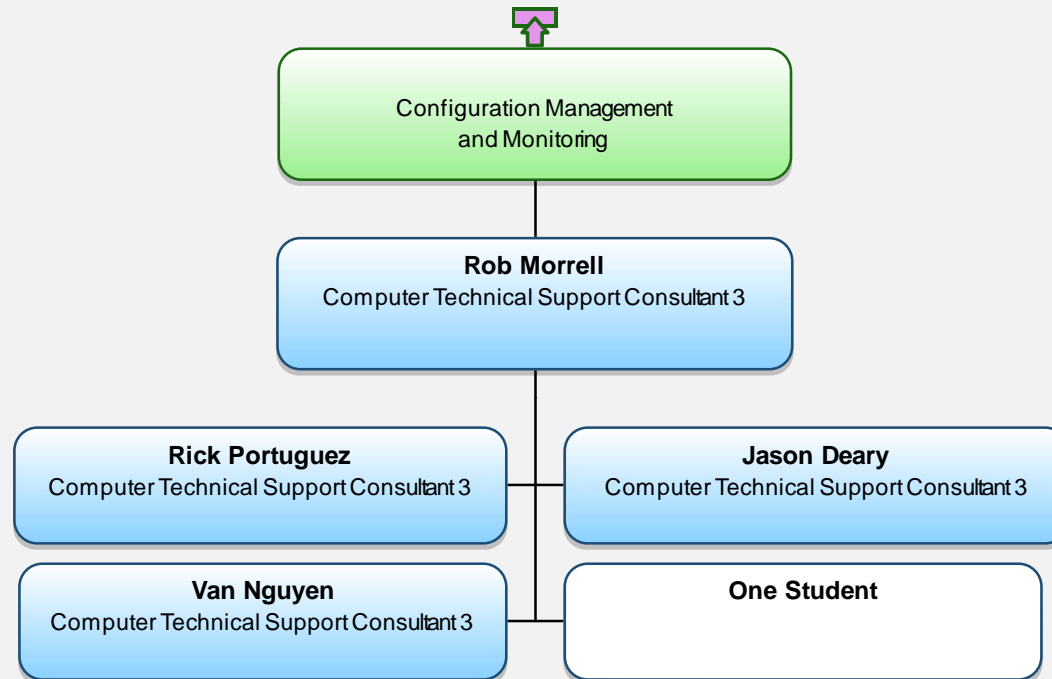 Configuration Management
and Monitoring
Rob Morrell
Computer Technical Support Consultant 3
Rick Portuguez
Computer Technical Support Consultant 3
Jason Deary
Computer Technical Support Consultant 3
Van Nguyen
Computer Technical Support Consultant 3
One Student